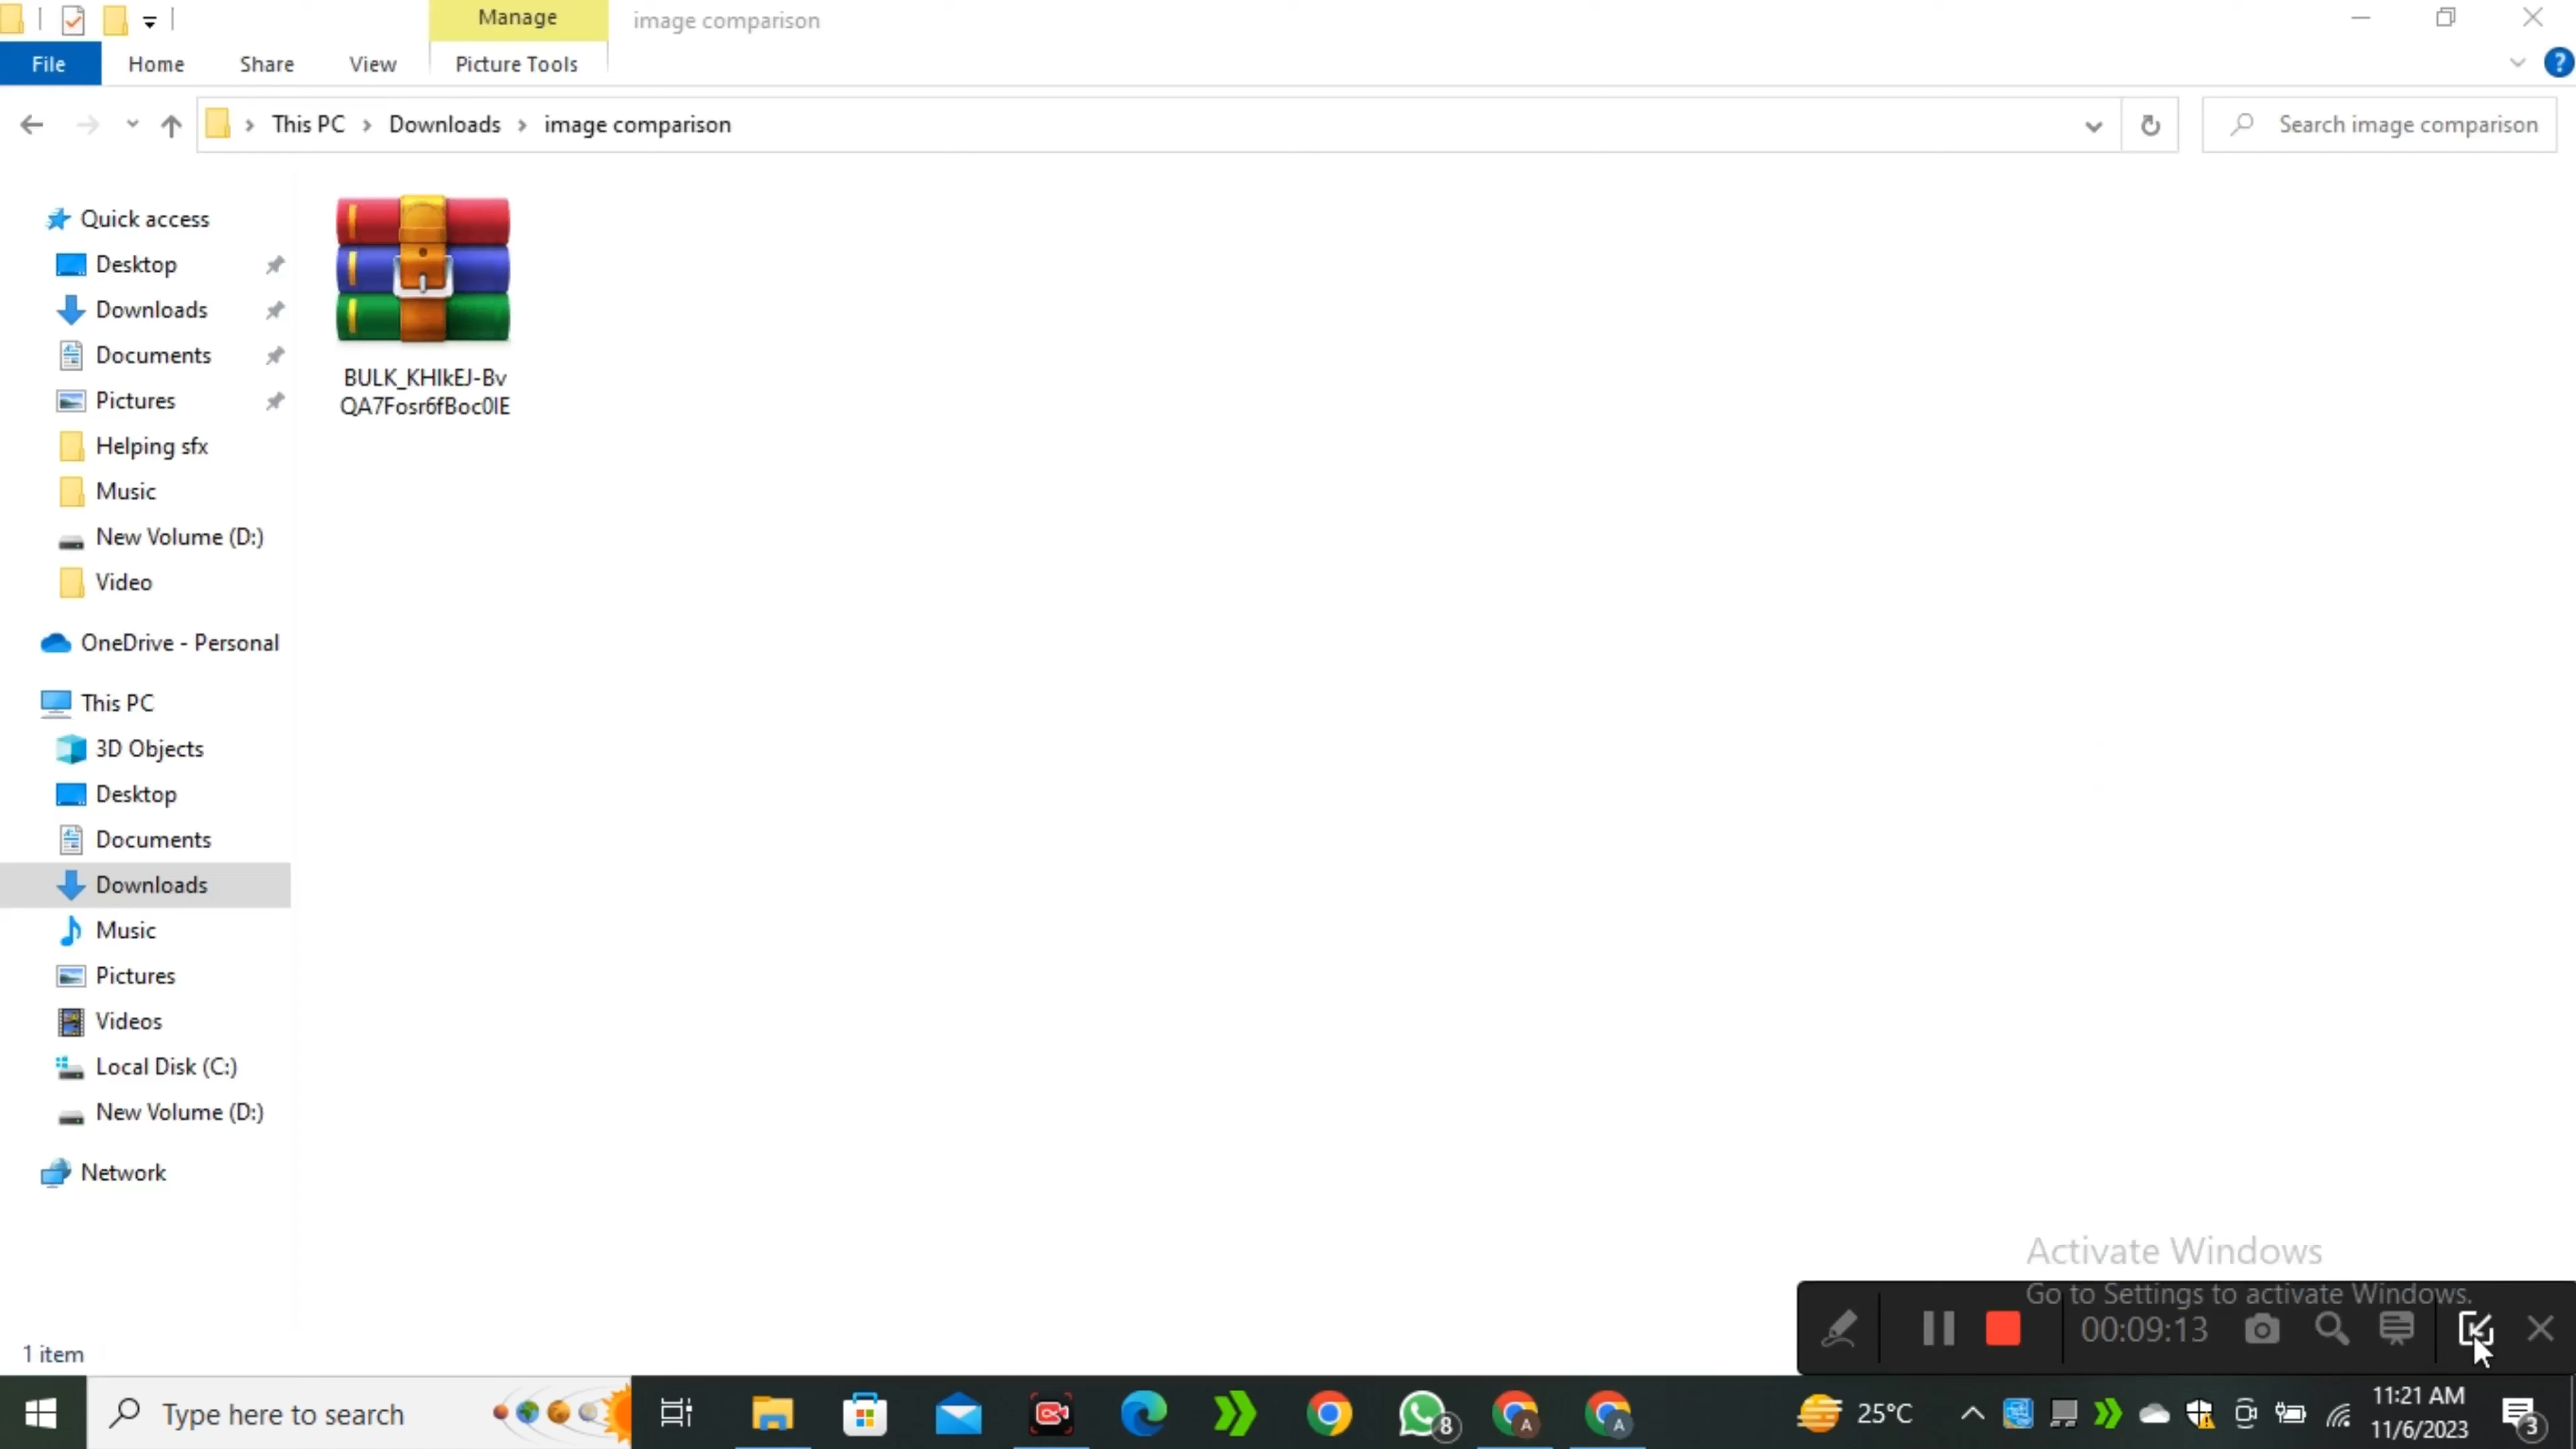 Manage
image comparison
File
Home
Share
View
Picture Tools
This PC
Downloads
image comparison
Search image comparison
Quick access
Desktop
Downloads
Documents
Pictures
Helping sfx
Music
New Volume (D:)
Video
OneDrive - Personal
This PC
3D Objects
Desktop
Documents
Downloads
Music
Pictures
Videos
Local Disk (C:)
New Volume (D:)
Network
BULK_KHIkEJ-Bv
QA7Fosr6fBoc0IE
Activate Windows
Go to Settings to activate Windows.
00:09:13
1 item
Type here to search
8
A
A
25°C
11:21 AM
11/6/2023
3